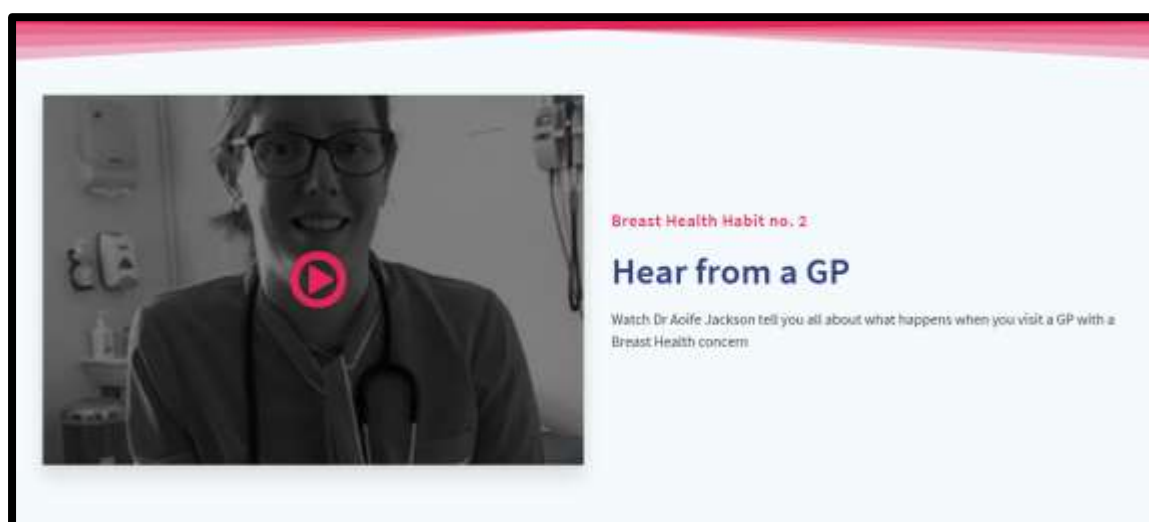 Breast Health Habit no. 2
Hear from a GP
Watch Dr Aoife Jackson tell you all about what happens when you visit a GP with a
Breast Health concern